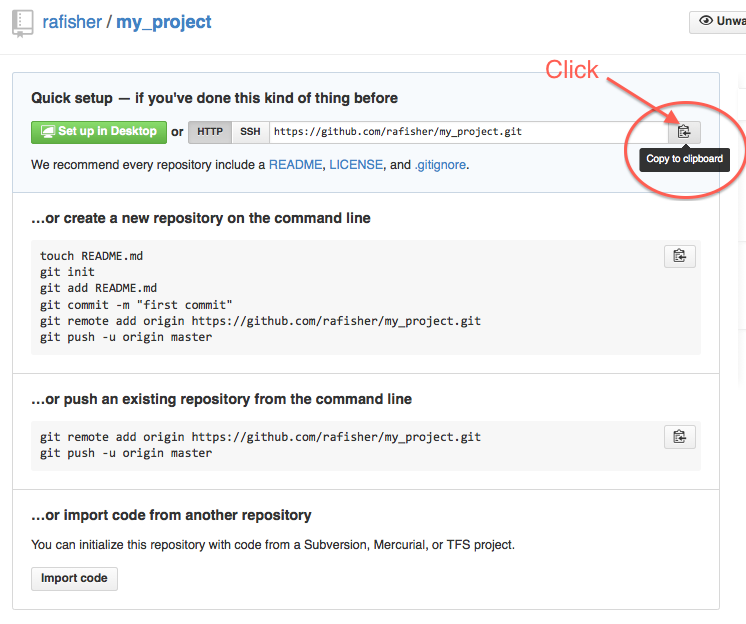 rafisher / my_project
Unwa
Click
Quick setup — if you've done this kind of thing before
Set up in Desktop or HTTP SSH https://github.com/rafisher/my_project.git
Copy to clipboard
We recommend every repository include a README, LICENSE, and .gitignore.
…or create a new repository on the command line
touch README.md
git init
git add README.md
git commit -m "first commit"
git remote add origin https://github.com/rafisher/my_project.git
git push -u origin master
…or push an existing repository from the command line
git remote add origin https://github.com/rafisher/my_project.git
git push -u origin master
…or import code from another repository
You can initialize this repository with code from a Subversion, Mercurial, or TFS project.
Import code